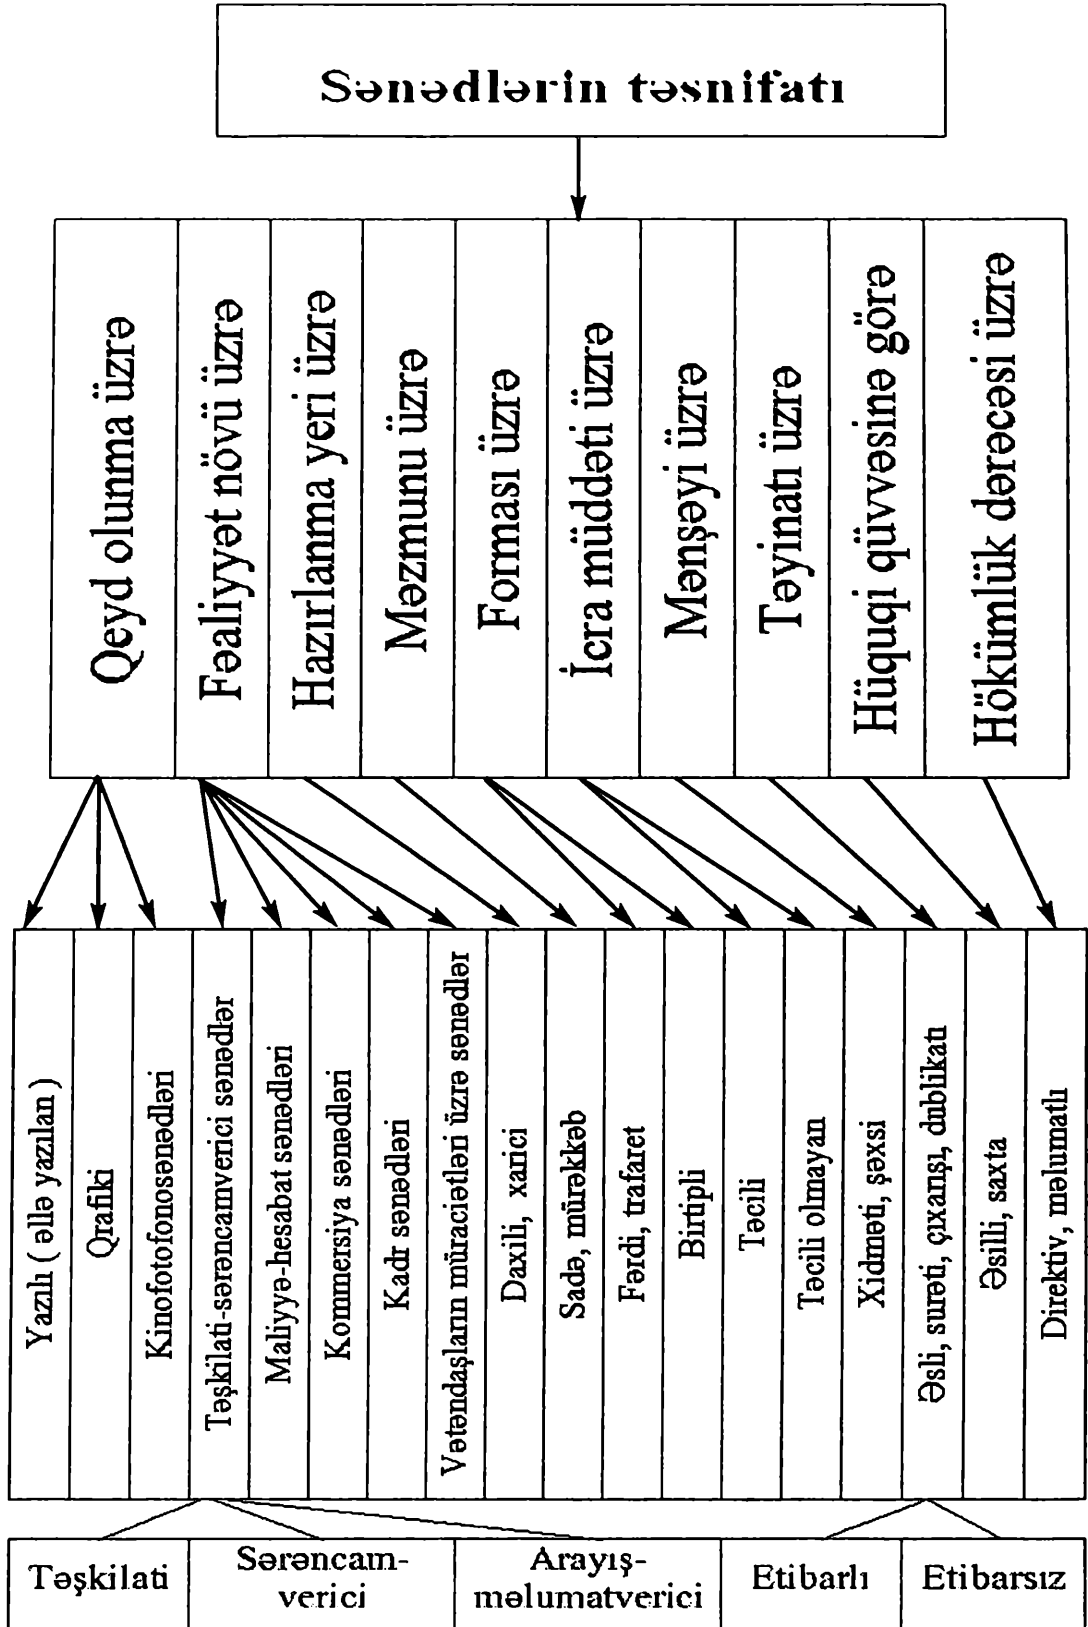 Sənədlərin təsnifatı
Qeyd olunma üzrə
Fəaliyyət növü üzrə
Hazırlanma yeri üzrə
Məzmunu üzrə
Forması üzrə
İcra müddəti üzrə
Mənşəyi üzrə
Təyinatı üzrə
Hüquqi qüvvəsinə görə
Hökümlük dərəcəsi üzrə
Yazılı ( əllə yazılan )
Qrafiki
Kinofotofonosənədləri
Təşkilati-sərəncamverici sənədlər
Maliyyə-hesabat sənədləri
Kommersiya sənədləri
Kadr sənədləri
Vətəndaşların müraciətləri üzrə sənədlər
Daxili, xarici
Sadə, mürəkkəb
Fərdi, trafaret
Birtipli
Təcili
Təcili olmayan
Xidməti, şəxsi
Əsli, surəti, çıxarışı, dublikatı
Əsilli, saxta
Direktiv, məlumatlı
Təşkilati
Sərəncam-
verici
Arayış-
məlumatverici
Etibarlı
Etibarsız